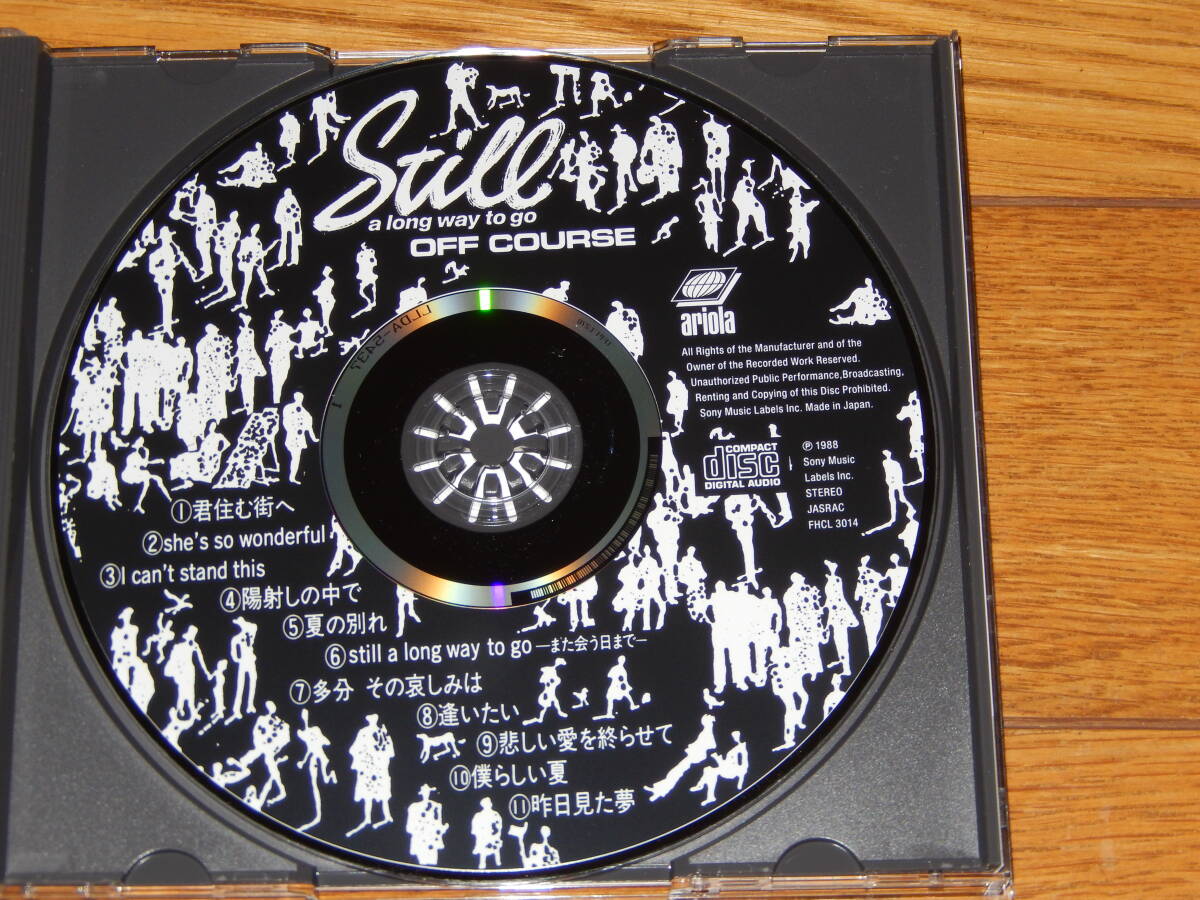 Still
a long way to go
OFF COURSE
ariola
All Rights of the Manufacturer and of the
Owner of the Recorded Work Reserved.
Unauthorized Public Performance,Broadcasting,
Renting and Copying of this Disc Prohibited.
Sony Music Labels Inc. Made in Japan.
COMPACT
disc
DIGITAL AUDIO
Ⓟ 1988
Sony Music
Labels Inc.
STEREO
JASRAC
FHCL 3014
①君住む街へ
②she's so wonderful
③I can't stand this
④陽射しの中で
⑤夏の別れ
⑥still a long way to go —また会う日まで—
⑦多分 その哀しみは
⑧逢いたい
⑨悲しい愛を終らせて
⑩僕らしい夏
⑪昨日見た夢